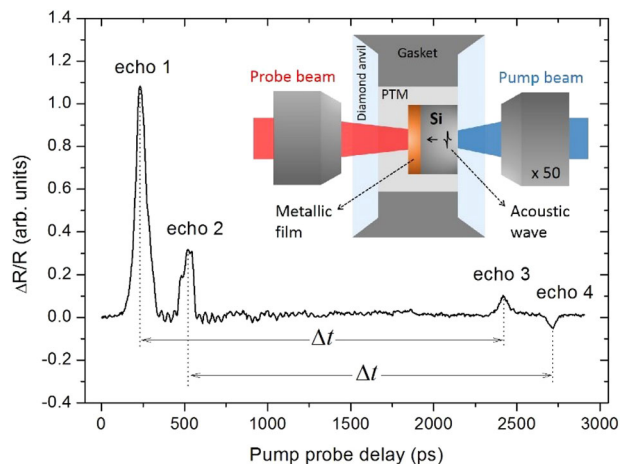 1.4
1.2
1.0
0.8
0.6
0.4
0.2
0.0
-0.2
-0.4
ΔR/R (arb. units)
echo 1
echo 2
echo 3
echo 4
Δt
Δt
0 500 1000 1500 2000 2500 3000
Pump probe delay (ps)
Probe beam
Diamond anvil
Gasket
PTM
Si
Pump beam
x 50
Metallic
film
Acoustic
wave